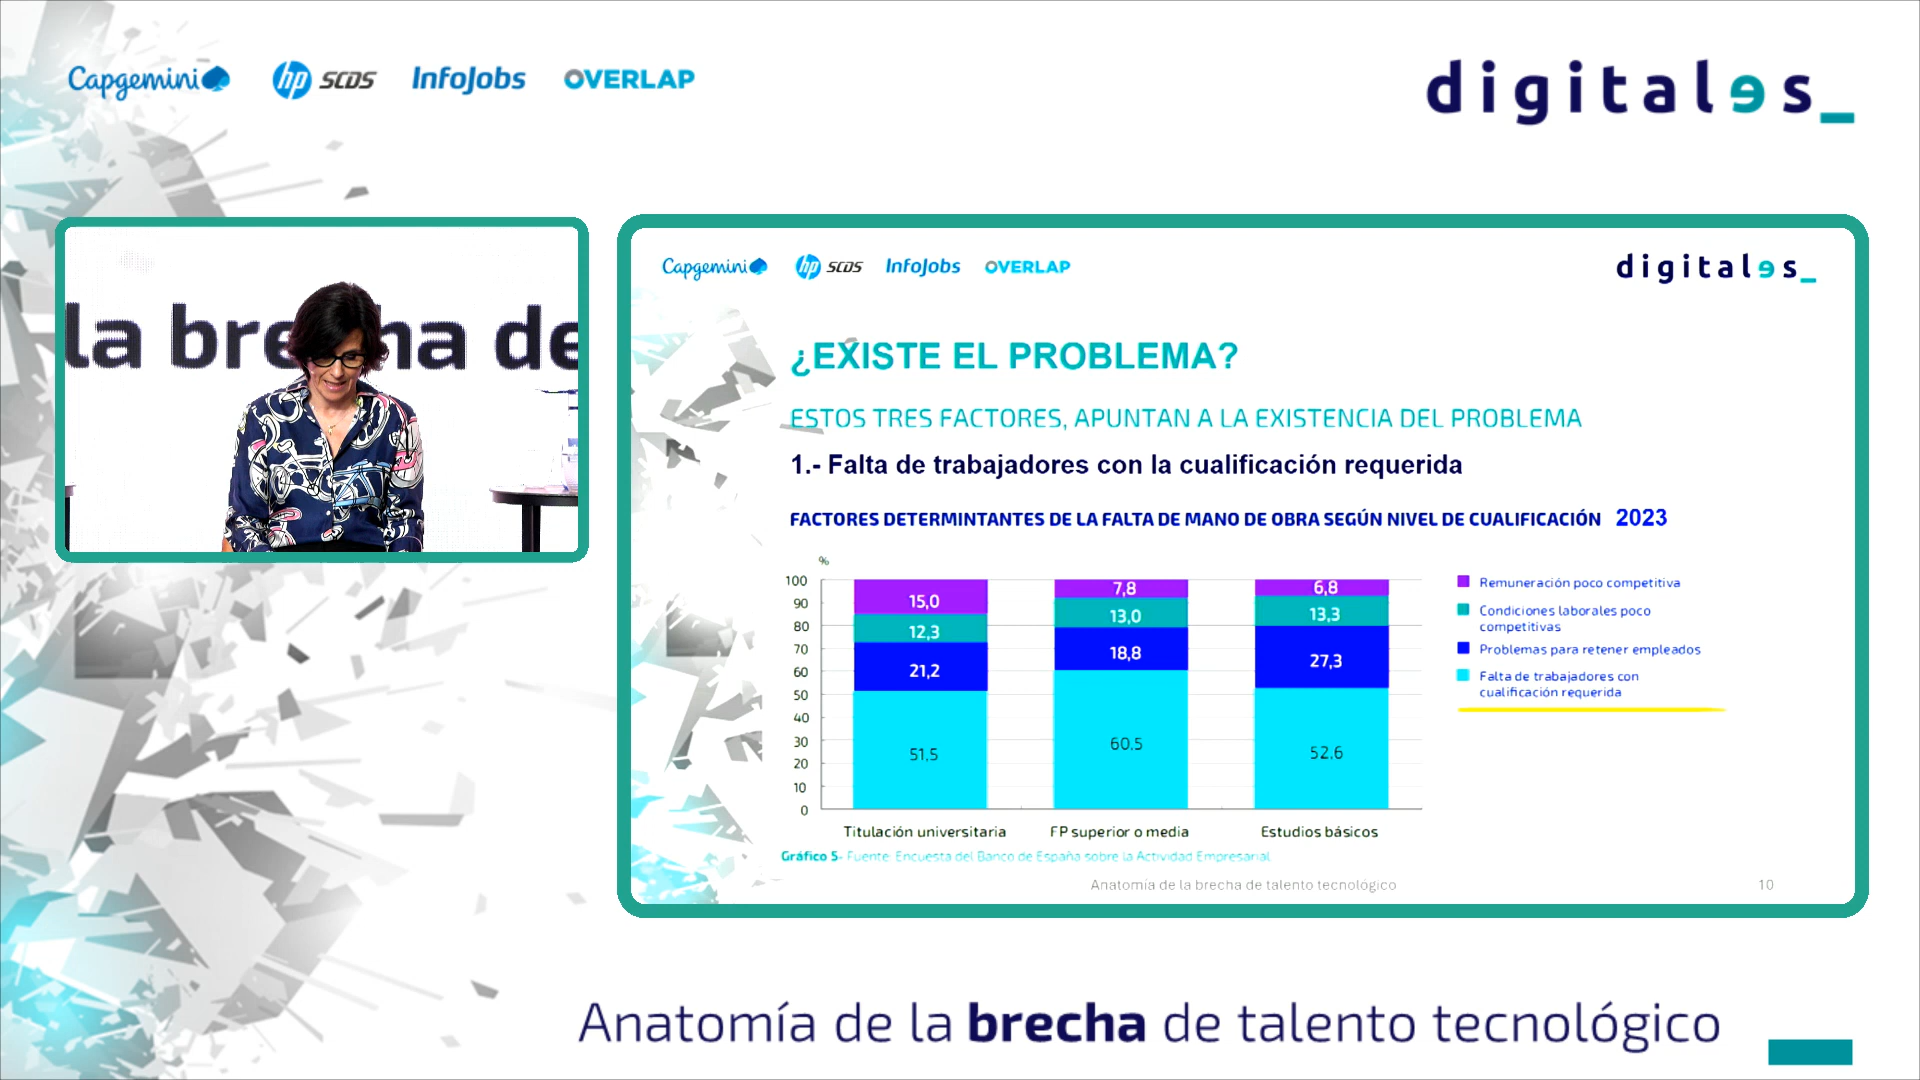 Capgemini hp SCDS InfoJobs OVERLAP
digitales_
la brecha de
Capgemini hp SCDS InfoJobs OVERLAP
digitales_
¿EXISTE EL PROBLEMA?
ESTOS TRES FACTORES, APUNTAN A LA EXISTENCIA DEL PROBLEMA
1.- Falta de trabajadores con la cualificación requerida
FACTORES DETERMINTANTES DE LA FALTA DE MANO DE OBRA SEGÚN NIVEL DE CUALIFICACIÓN 2023
%
100
90
80
70
60
50
40
30
20
10
0
15,0
12,3
21,2
51,5
7,8
13,0
18,8
60,5
6,8
13,3
27,3
52,6
Titulación universitaria
FP superior o media
Estudios básicos
Remuneración poco competitiva
Condiciones laborales poco
competitivas
Problemas para retener empleados
Falta de trabajadores con
cualificación requerida
Gráfico 5- Fuente: Encuesta del Banco de España sobre la Actividad Empresarial.
Anatomía de la brecha de talento tecnológico
10
Anatomía de la brecha de talento tecnológico